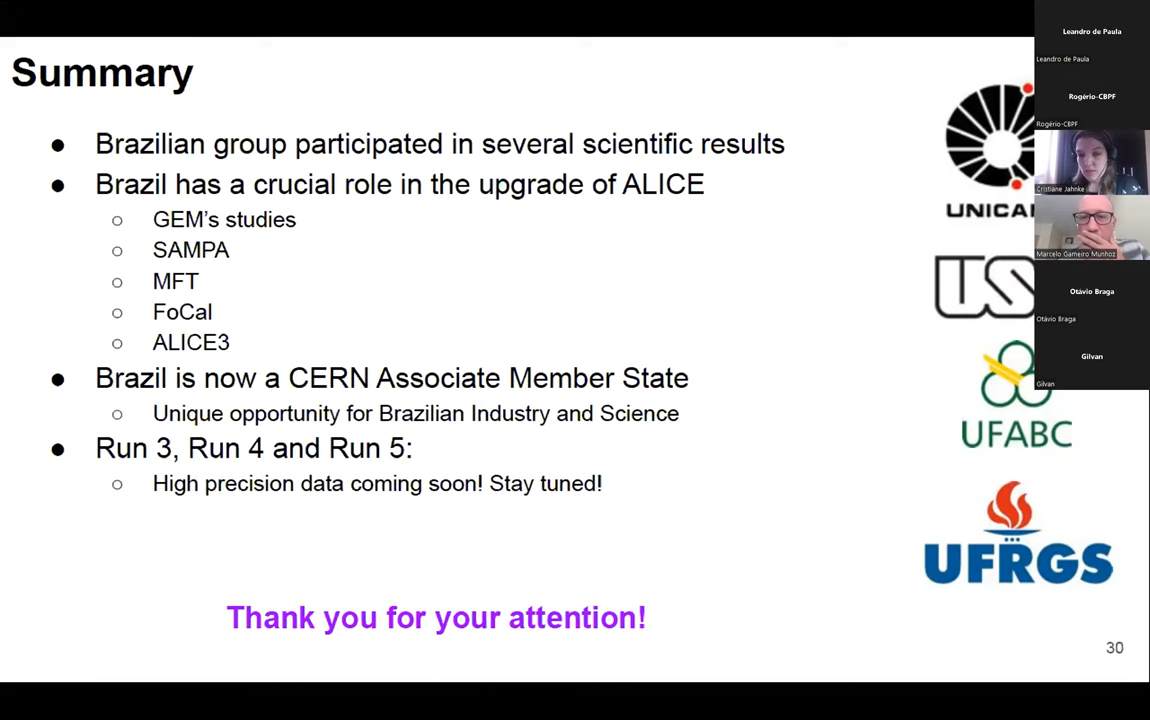 Summary
● Brazilian group participated in several scientific results
● Brazil has a crucial role in the upgrade of ALICE
○ GEM's studies
○ SAMPA
○ MFT
○ FoCal
○ ALICE3
● Brazil is now a CERN Associate Member State
○ Unique opportunity for Brazilian Industry and Science
● Run 3, Run 4 and Run 5:
○ High precision data coming soon! Stay tuned!
Thank you for your attention!
30
UFABC
UFRGS
Leandro de Paula
Leandro de Paula
Rogério-CBPF
Rogério-CBPF
Cristiane Jahnke
Marcelo Gameiro Munhoz
Otávio Braga
Otávio Braga
Gilvan
Gilvan